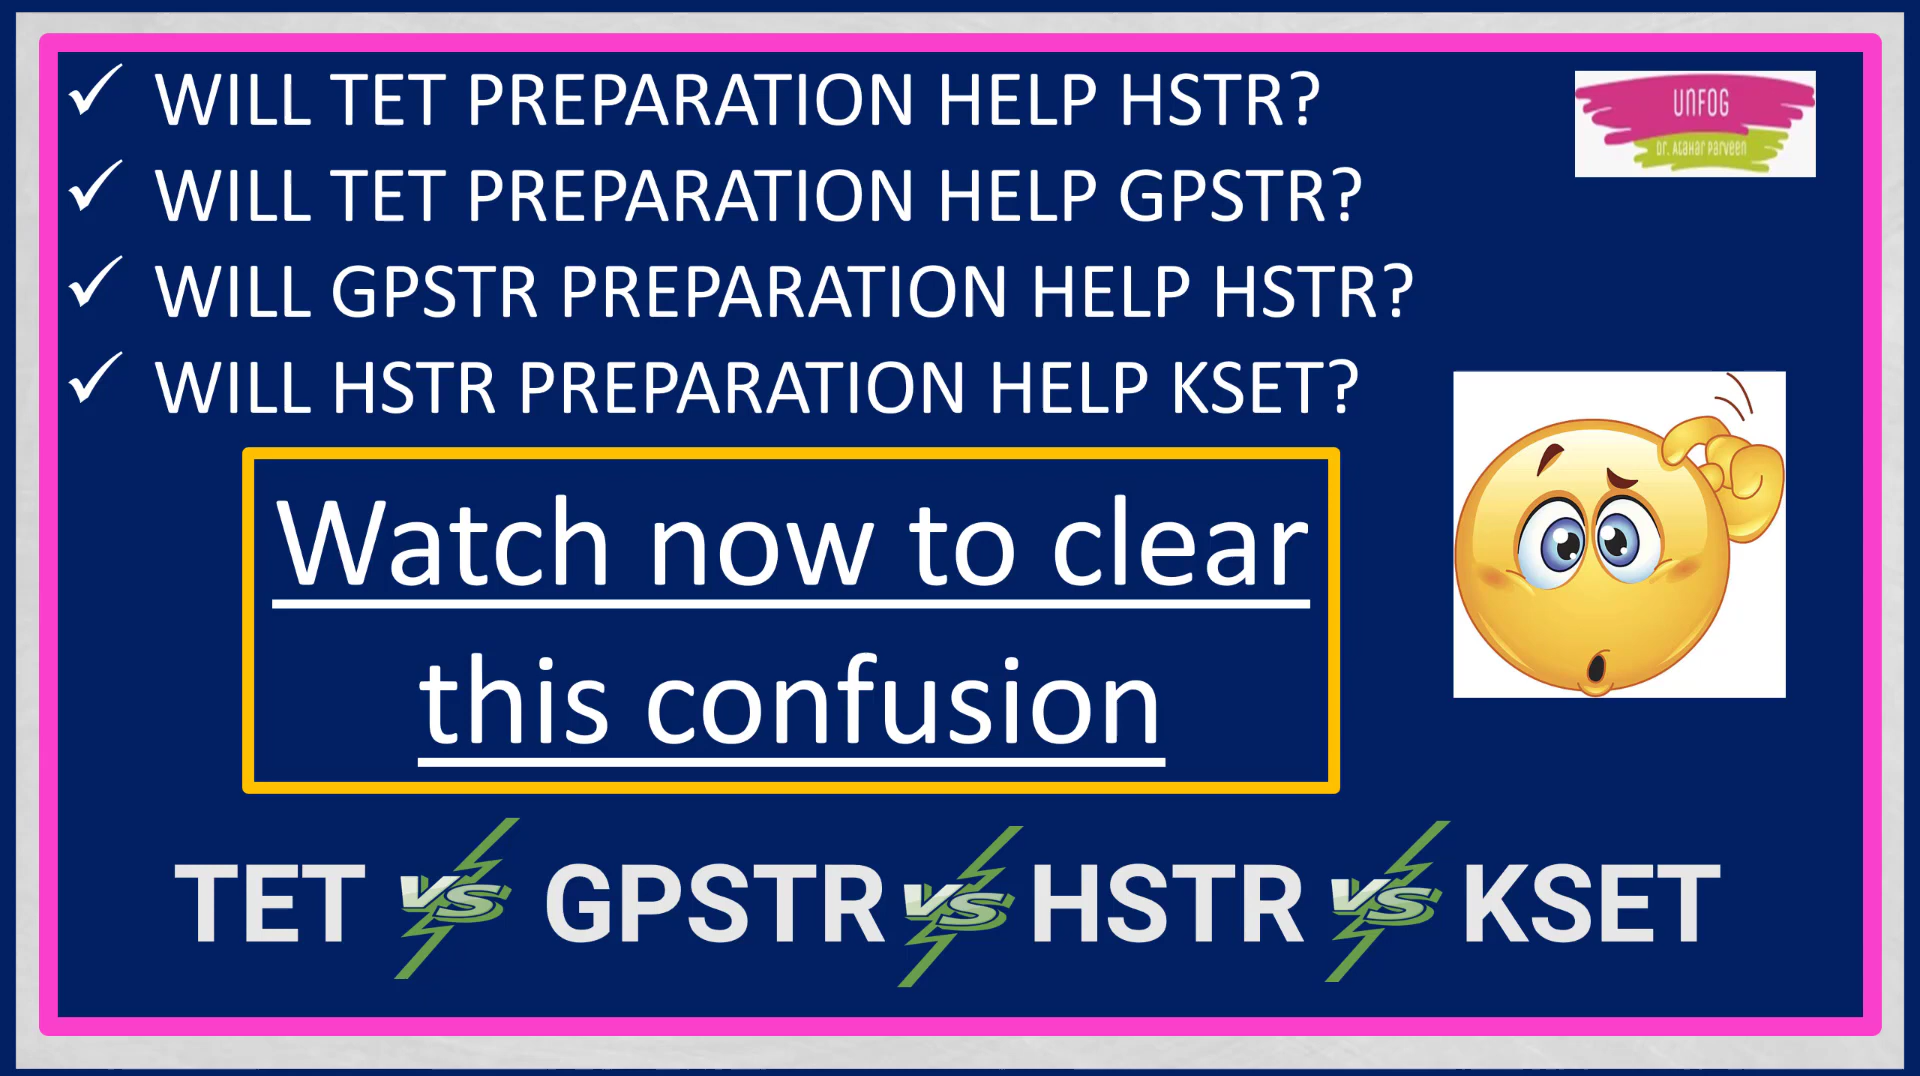 WILL TET PREPARATION HELP HSTR?
WILL TET PREPARATION HELP GPSTR?
WILL GPSTR PREPARATION HELP HSTR?
WILL HSTR PREPARATION HELP KSET?
UNFOG
Dr. Atahar Parveen
Watch now to clear
this confusion
TET VS GPSTR VS HSTR VS KSET